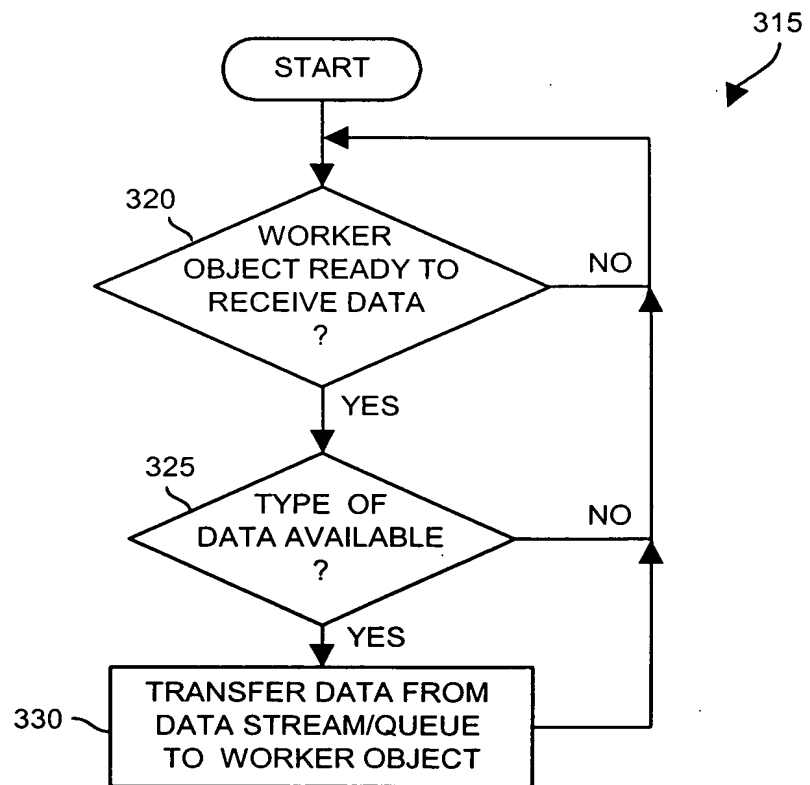 315
START
320
WORKER
OBJECT READY TO
RECEIVE DATA
?
NO
YES
325
TYPE OF
DATA AVAILABLE
?
NO
YES
330
TRANSFER DATA FROM
DATA STREAM/QUEUE
TO WORKER OBJECT